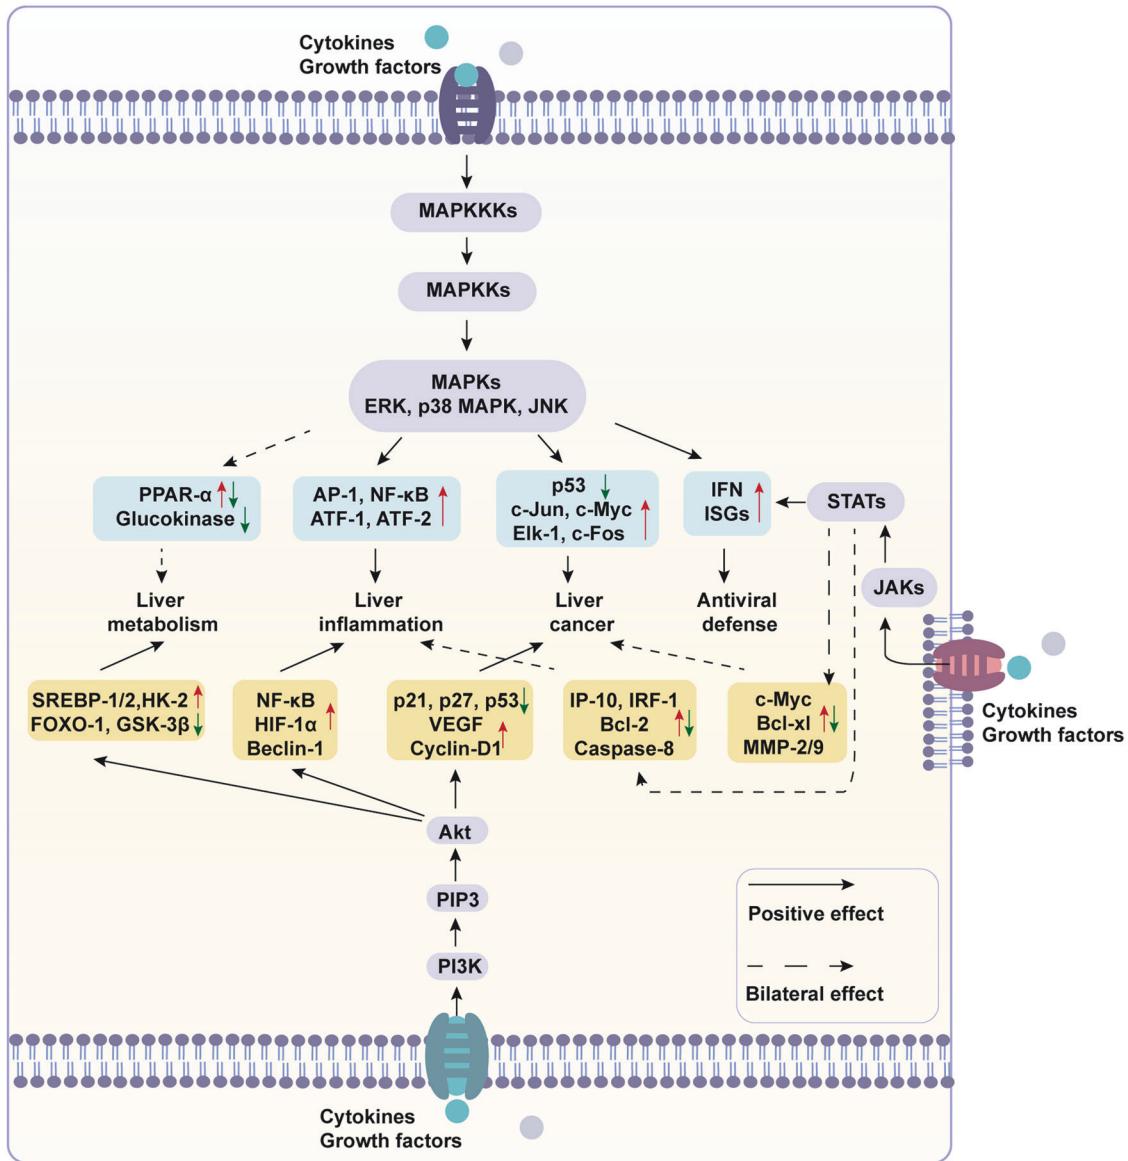 Cytokines
Growth factors
MAPKKKs
MAPKKs
MAPKs
ERK, p38 MAPK, JNK
PPAR-α
Glucokinase
AP-1, NF-κB
ATF-1, ATF-2
p53
c-Jun, c-Myc
Elk-1, c-Fos
IFN
ISGs
STATs
JAKs
Liver
metabolism
Liver
inflammation
Liver
cancer
Antiviral
defense
SREBP-1/2,HK-2
FOXO-1, GSK-3β
NF-κB
HIF-1α
Beclin-1
p21, p27, p53
VEGF
Cyclin-D1
IP-10, IRF-1
Bcl-2
Caspase-8
c-Myc
Bcl-xl
MMP-2/9
Cytokines
Growth factors
Akt
PIP3
PI3K
Positive effect
Bilateral effect
Cytokines
Growth factors